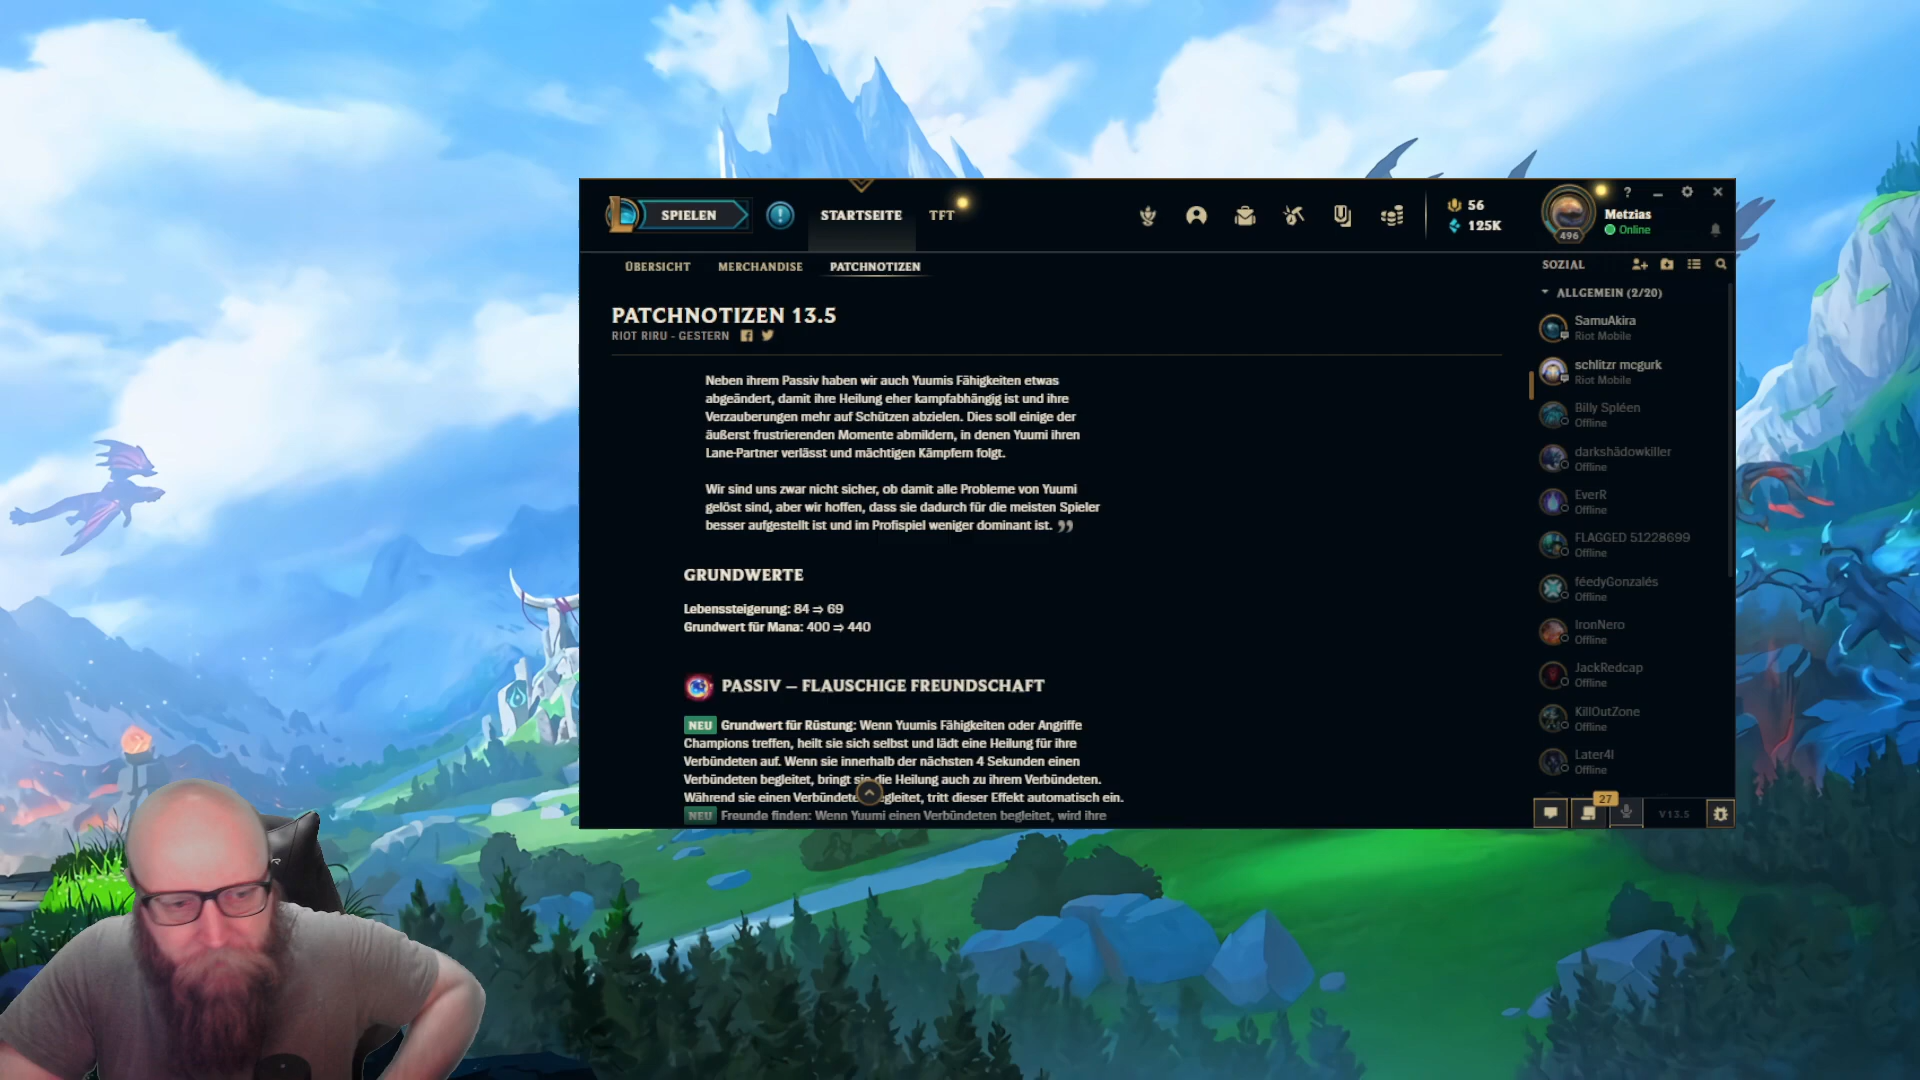 SPIELEN
STARTSEITE
TFT
56
125K
496
Metzias
Online
?
ÜBERSICHT
MERCHANDISE
PATCHNOTIZEN
PATCHNOTIZEN 13.5
RIOT RIRU - GESTERN
Neben ihrem Passiv haben wir auch Yuumis Fähigkeiten etwas
abgeändert, damit ihre Heilung eher kampfabhängig ist und ihre
Verzauberungen mehr auf Schützen abzielen. Dies soll einige der
äußerst frustrierenden Momente abmildern, in denen Yuumi ihren
Lane-Partner verlässt und mächtigen Kämpfern folgt.
Wir sind uns zwar nicht sicher, ob damit alle Probleme von Yuumi
gelöst sind, aber wir hoffen, dass sie dadurch für die meisten Spieler
besser aufgestellt ist und im Profispiel weniger dominant ist. ”
GRUNDWERTE
Lebenssteigerung: 84 ⇒ 69
Grundwert für Mana: 400 ⇒ 440
PASSIV – FLAUSCHIGE FREUNDSCHAFT
NEU Grundwert für Rüstung: Wenn Yuumis Fähigkeiten oder Angriffe
Champions treffen, heilt sie sich selbst und lädt eine Heilung für ihre
Verbündeten auf. Wenn sie innerhalb der nächsten 4 Sekunden einen
Verbündeten begleitet, bringt sie die Heilung auch zu ihrem Verbündeten.
Während sie einen Verbündeten begleitet, tritt dieser Effekt automatisch ein.
NEU Freunde finden: Wenn Yuumi einen Verbündeten begleitet, wird ihre
SOZIAL
ALLGEMEIN (2/20)
SamuAkira
Riot Mobile
schlitzr mcgurk
Riot Mobile
Billy Spléen
Offline
darkshädowkiller
Offline
EverR
Offline
FLAGGED 51228699
Offline
féedyGonzalés
Offline
IronNero
Offline
JackRedcap
Offline
KillOutZone
Offline
Later4l
Offline
27
V13.5